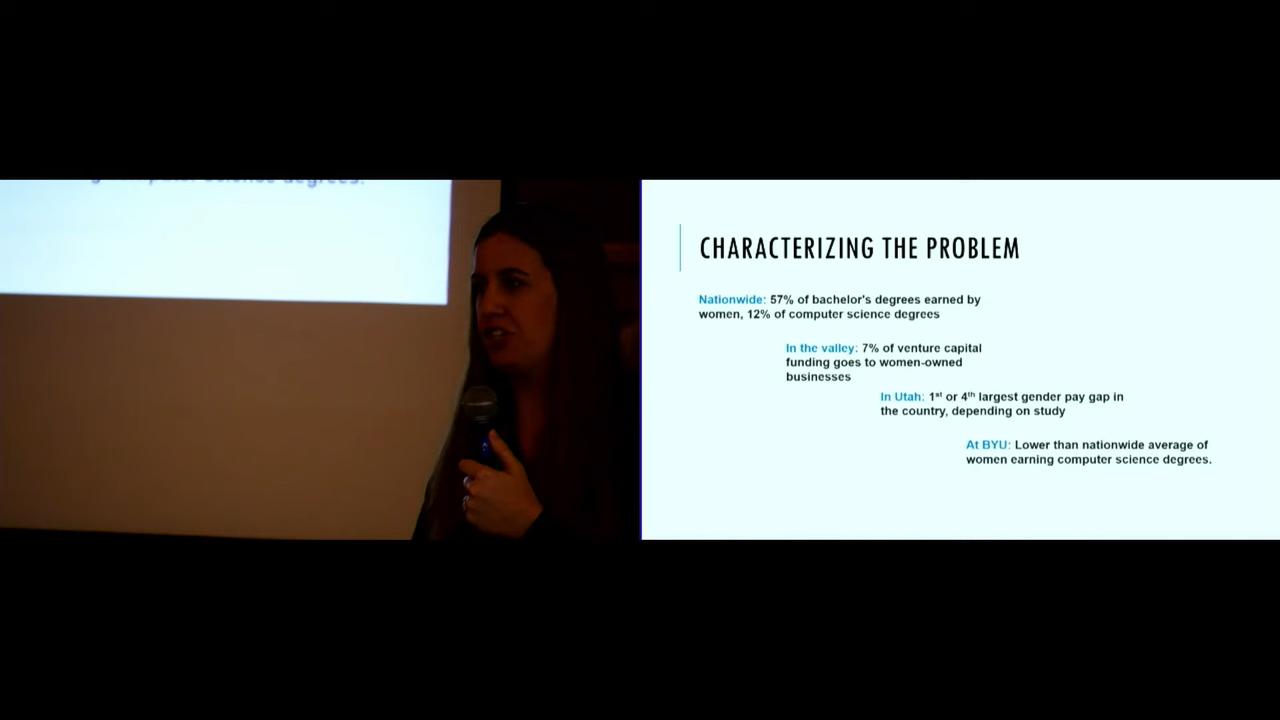 science degrees.
CHARACTERIZING THE PROBLEM
Nationwide: 57% of bachelor's degrees earned by
women, 12% of computer science degrees
In the valley: 7% of venture capital
funding goes to women-owned
businesses
In Utah: 1st or 4th largest gender pay gap in
the country, depending on study
At BYU: Lower than nationwide average of
women earning computer science degrees.